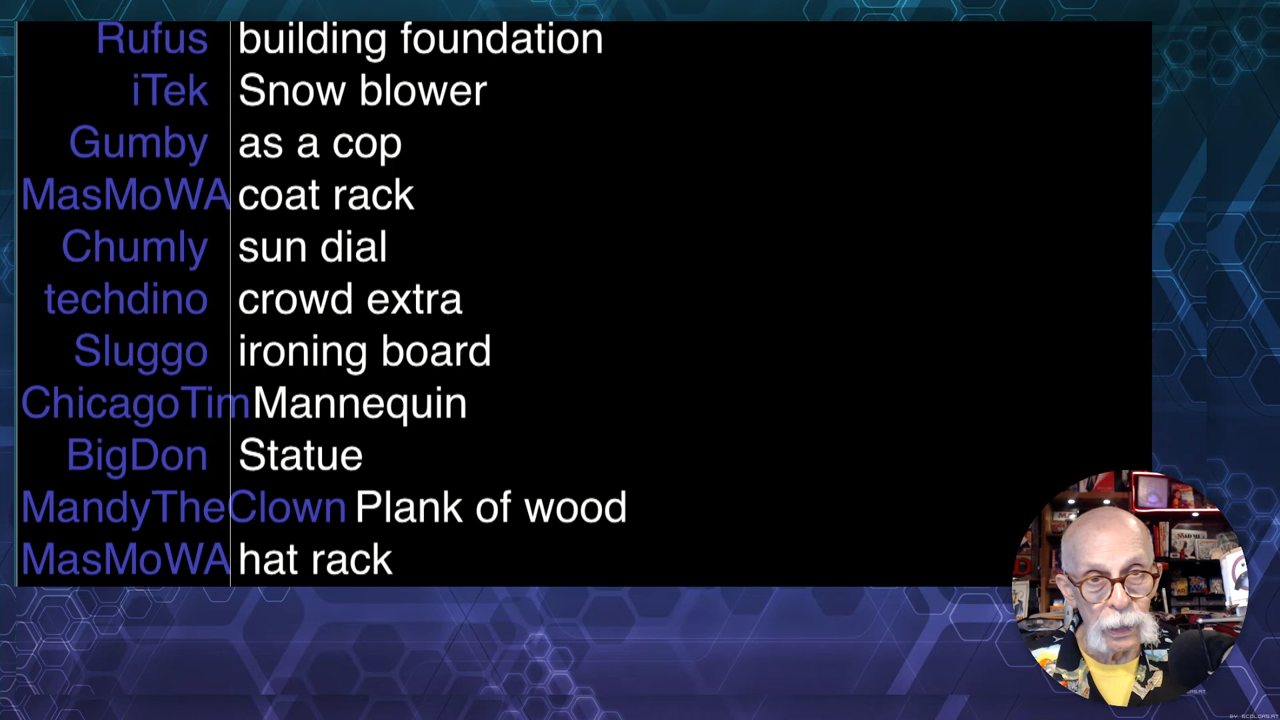 Rufus building foundation
iTek Snow blower
Gumby as a cop
MasMoWA coat rack
Chumly sun dial
techdino crowd extra
Sluggo ironing board
ChicagoTim Mannequin
BigDon Statue
MandyTheClown Plank of wood
MasMoWA hat rack